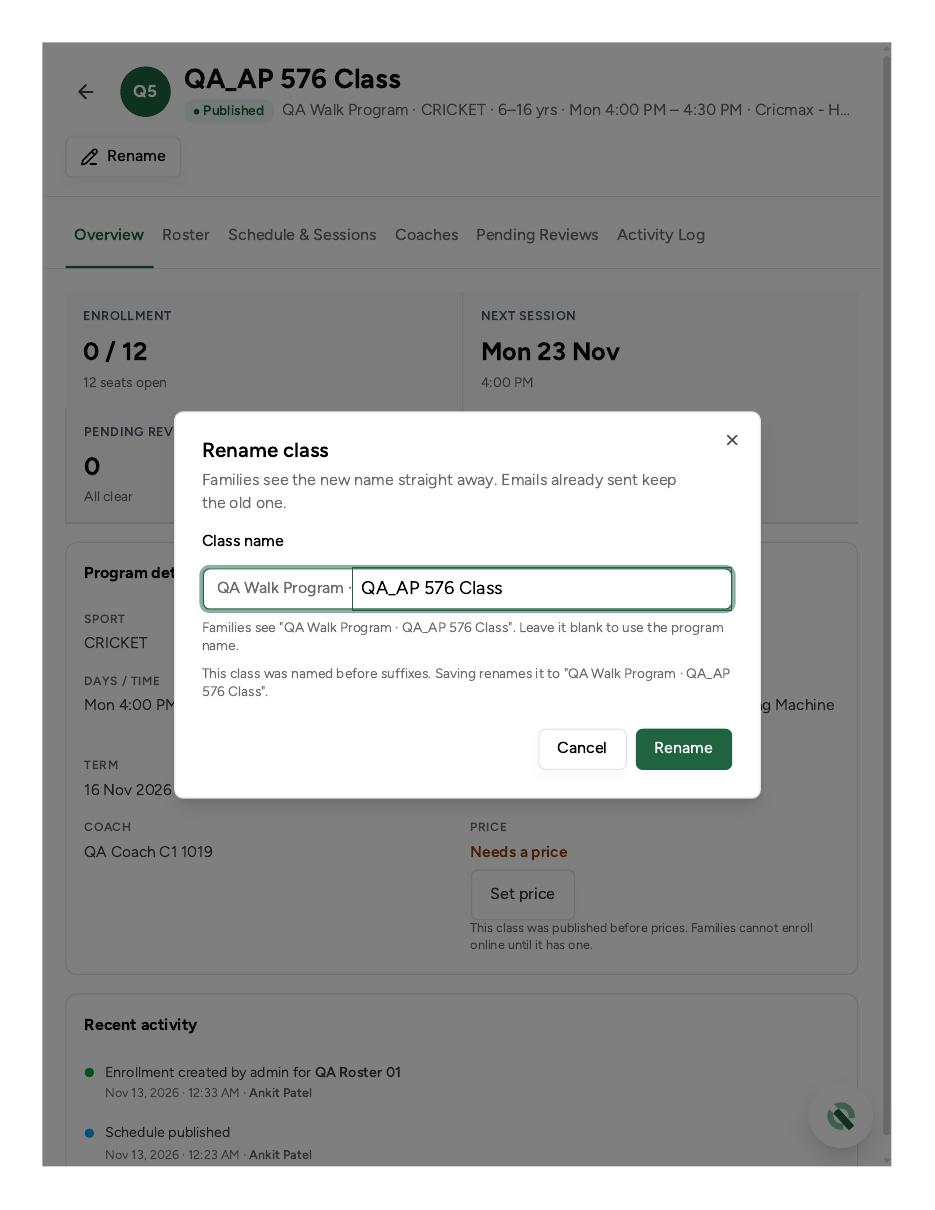 Q5
QA_AP 576 Class
Published
QA Walk Program · CRICKET · 6–16 yrs · Mon 4:00 PM – 4:30 PM · Cricmax - H...
Rename
Overview
Roster
Schedule & Sessions
Coaches
Pending Reviews
Activity Log
ENROLLMENT
0 / 12
12 seats open
NEXT SESSION
Mon 23 Nov
4:00 PM
PENDING REV
0
All clear
Rename class
Families see the new name straight away. Emails already sent keep
the old one.
Class name
QA Walk Program ·
QA_AP 576 Class
Families see "QA Walk Program · QA_AP 576 Class". Leave it blank to use the program
name.
This class was named before suffixes. Saving renames it to "QA Walk Program · QA_AP
576 Class".
Cancel
Rename
Program det
SPORT
CRICKET
DAYS / TIME
Mon 4:00 PM
g Machine
TERM
16 Nov 2026
COACH
QA Coach C1 1019
PRICE
Needs a price
Set price
This class was published before prices. Families cannot enroll
online until it has one.
Recent activity
Enrollment created by admin for QA Roster 01
Nov 13, 2026 · 12:33 AM · Ankit Patel
Schedule published
Nov 13, 2026 · 12:23 AM · Ankit Patel